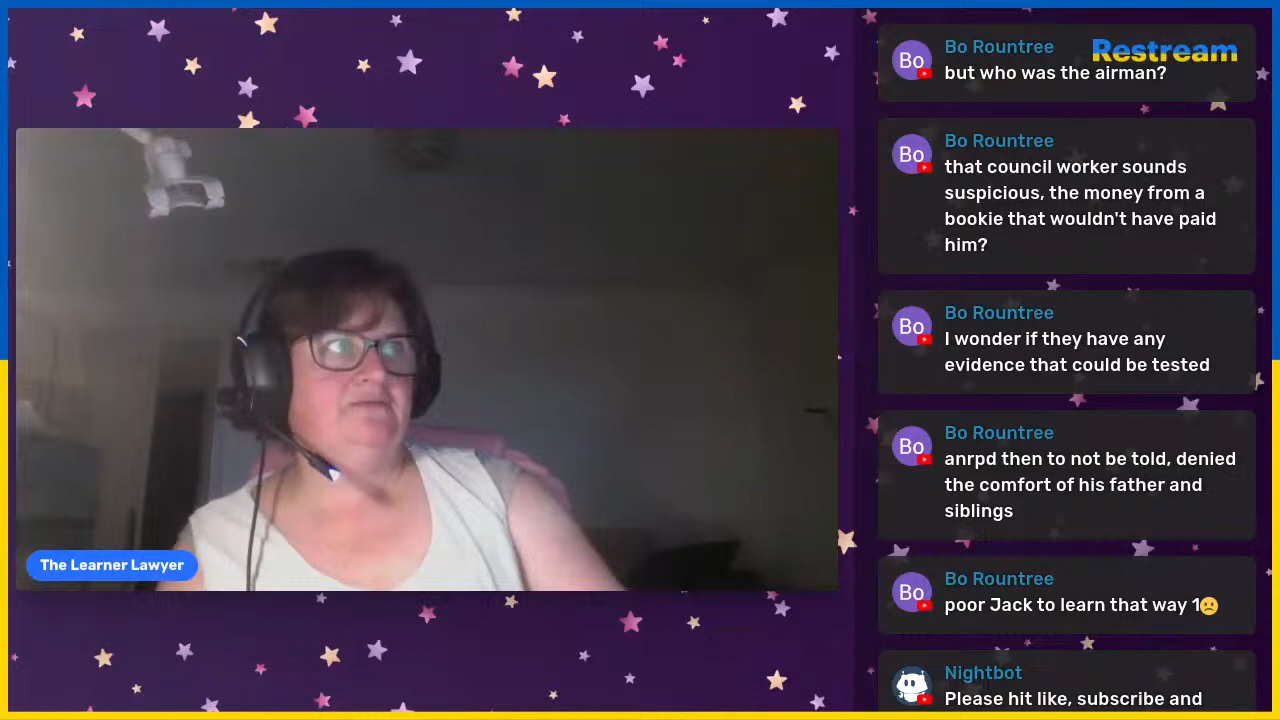 The Learner Lawyer
Restream
Bo Bo Rountree
but who was the airman?
Bo Bo Rountree
that council worker sounds
suspicious, the money from a
bookie that wouldn't have paid
him?
Bo Bo Rountree
I wonder if they have any
evidence that could be tested
Bo Bo Rountree
anrpd then to not be told, denied
the comfort of his father and
siblings
Bo Bo Rountree
poor Jack to learn that way 1☹️
Nightbot
Please hit like, subscribe and